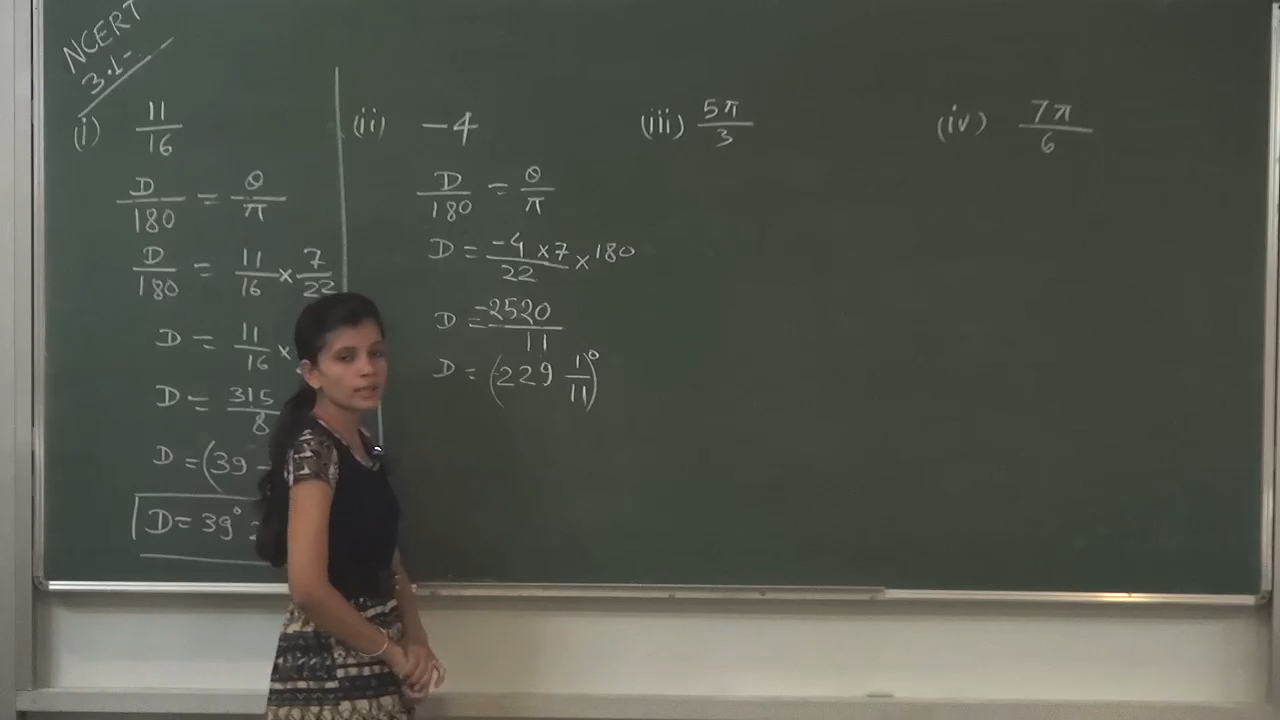 NCERT
3.1-
(i) 11/16
D/180 = θ/π
D/180 = 11/16 × 7/22
D = 11/16 ×
D = 315/8
D = (39
D = 39°
(ii) -4
D/180 = θ/π
D = -4 × 7/22 × 180
D = -2520/11
D = (-229 1/11)°
(iii) 5π/3
(iv) 7π/6